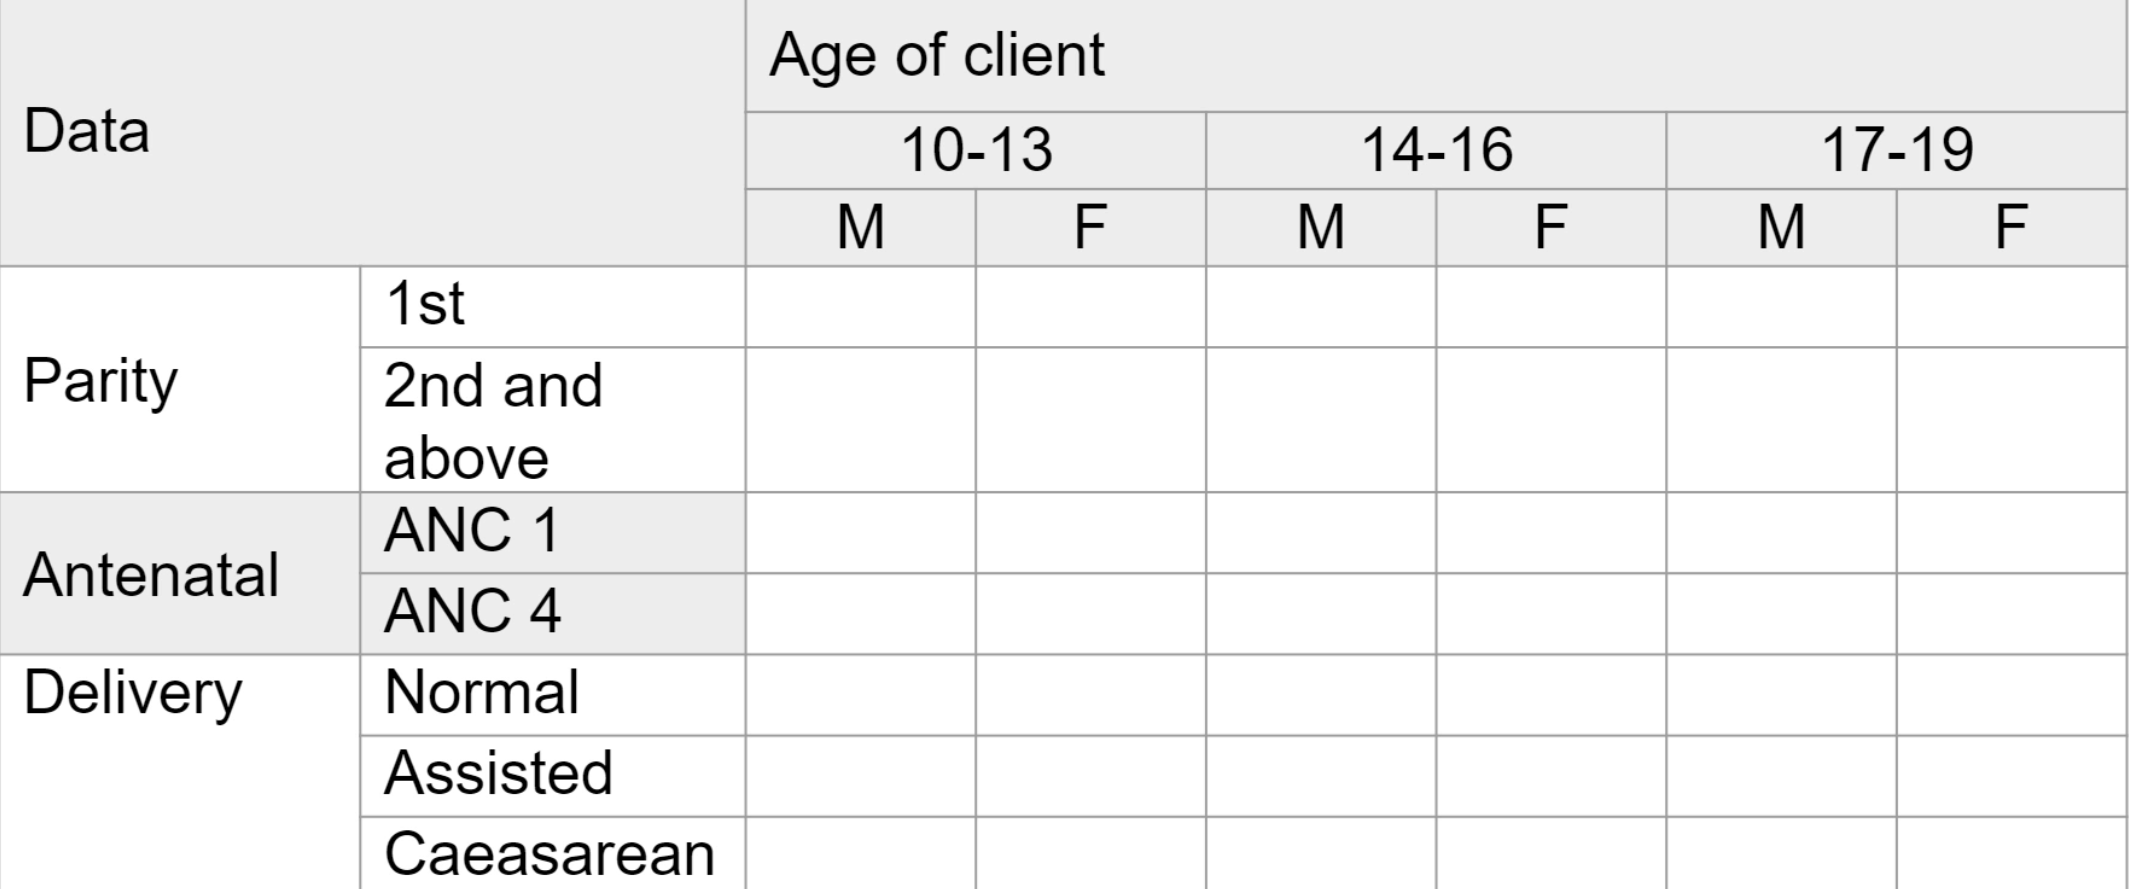 Data
Age of client
10-13 14-16 17-19
M F M F M F
Parity
1st
2nd and
above
Antenatal
ANC 1
ANC 4
Delivery
Normal
Assisted
Caeasarean